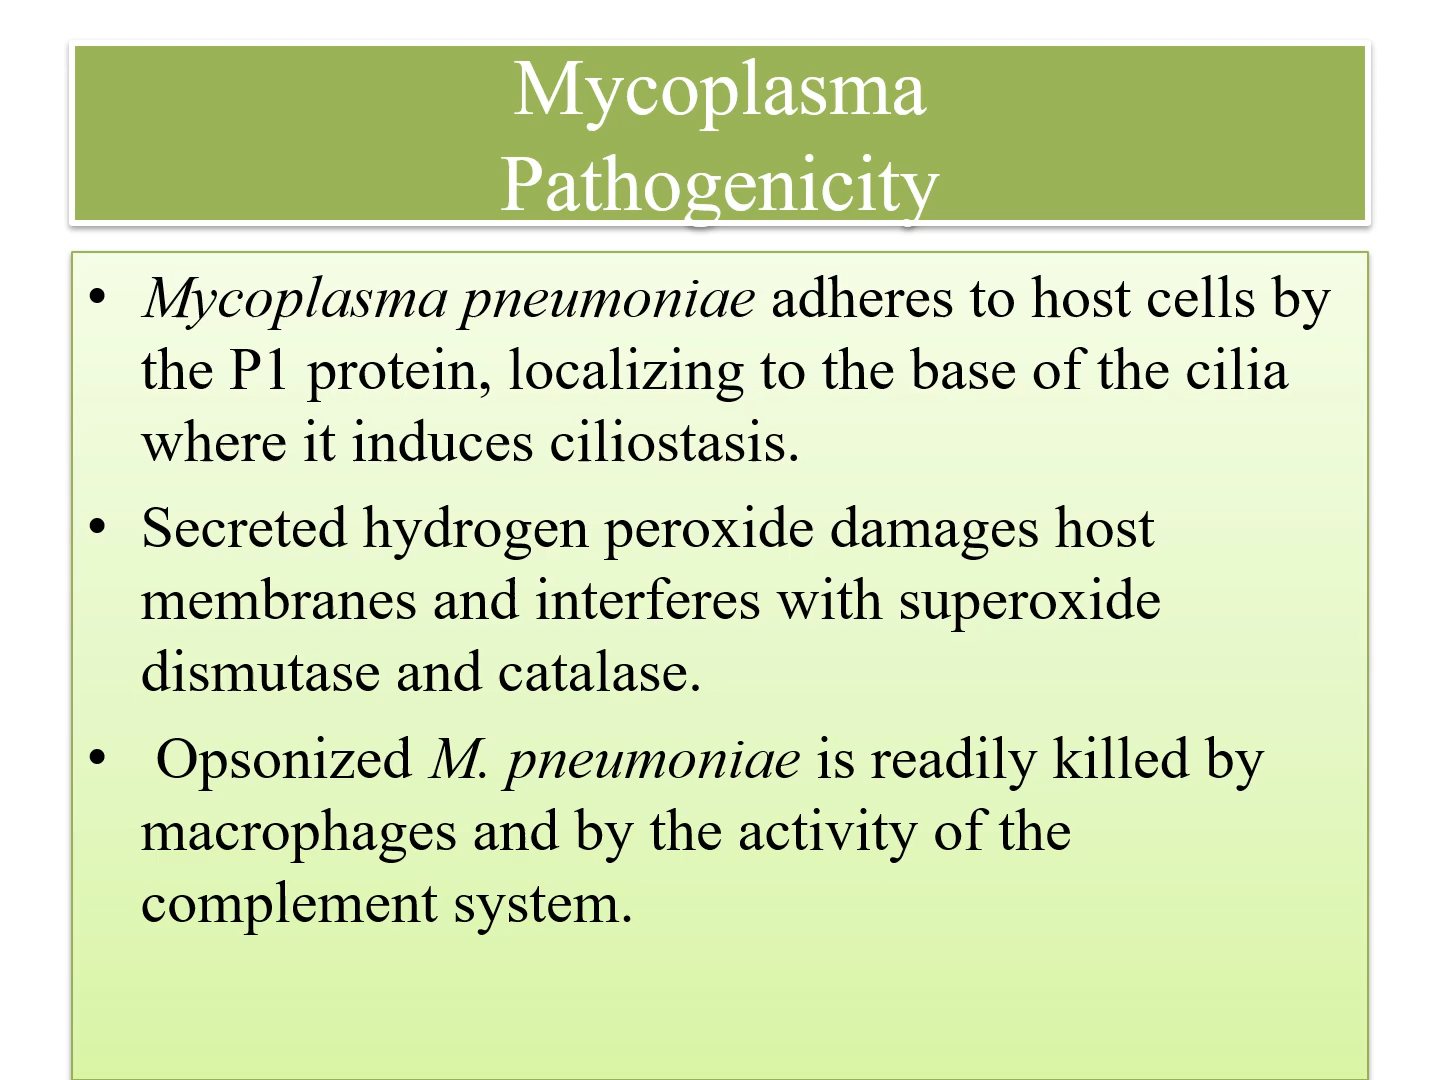 Mycoplasma
Pathogenicity
• Mycoplasma pneumoniae adheres to host cells by
the P1 protein, localizing to the base of the cilia
where it induces ciliostasis.
• Secreted hydrogen peroxide damages host
membranes and interferes with superoxide
dismutase and catalase.
• Opsonized M. pneumoniae is readily killed by
macrophages and by the activity of the
complement system.